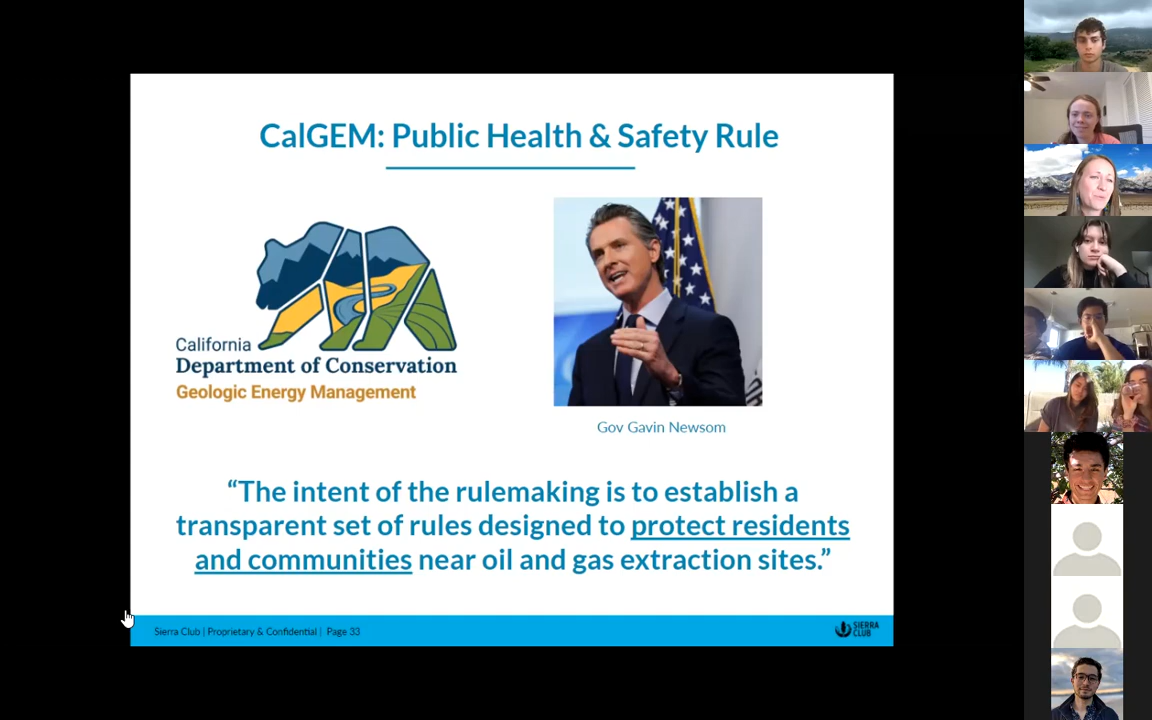 CalGEM: Public Health & Safety Rule
California
Department of Conservation
Geologic Energy Management
Gov Gavin Newsom
“The intent of the rulemaking is to establish a
transparent set of rules designed to protect residents
and communities near oil and gas extraction sites.”
Sierra Club | Proprietary & Confidential | Page 33
SIERRA
CLUB